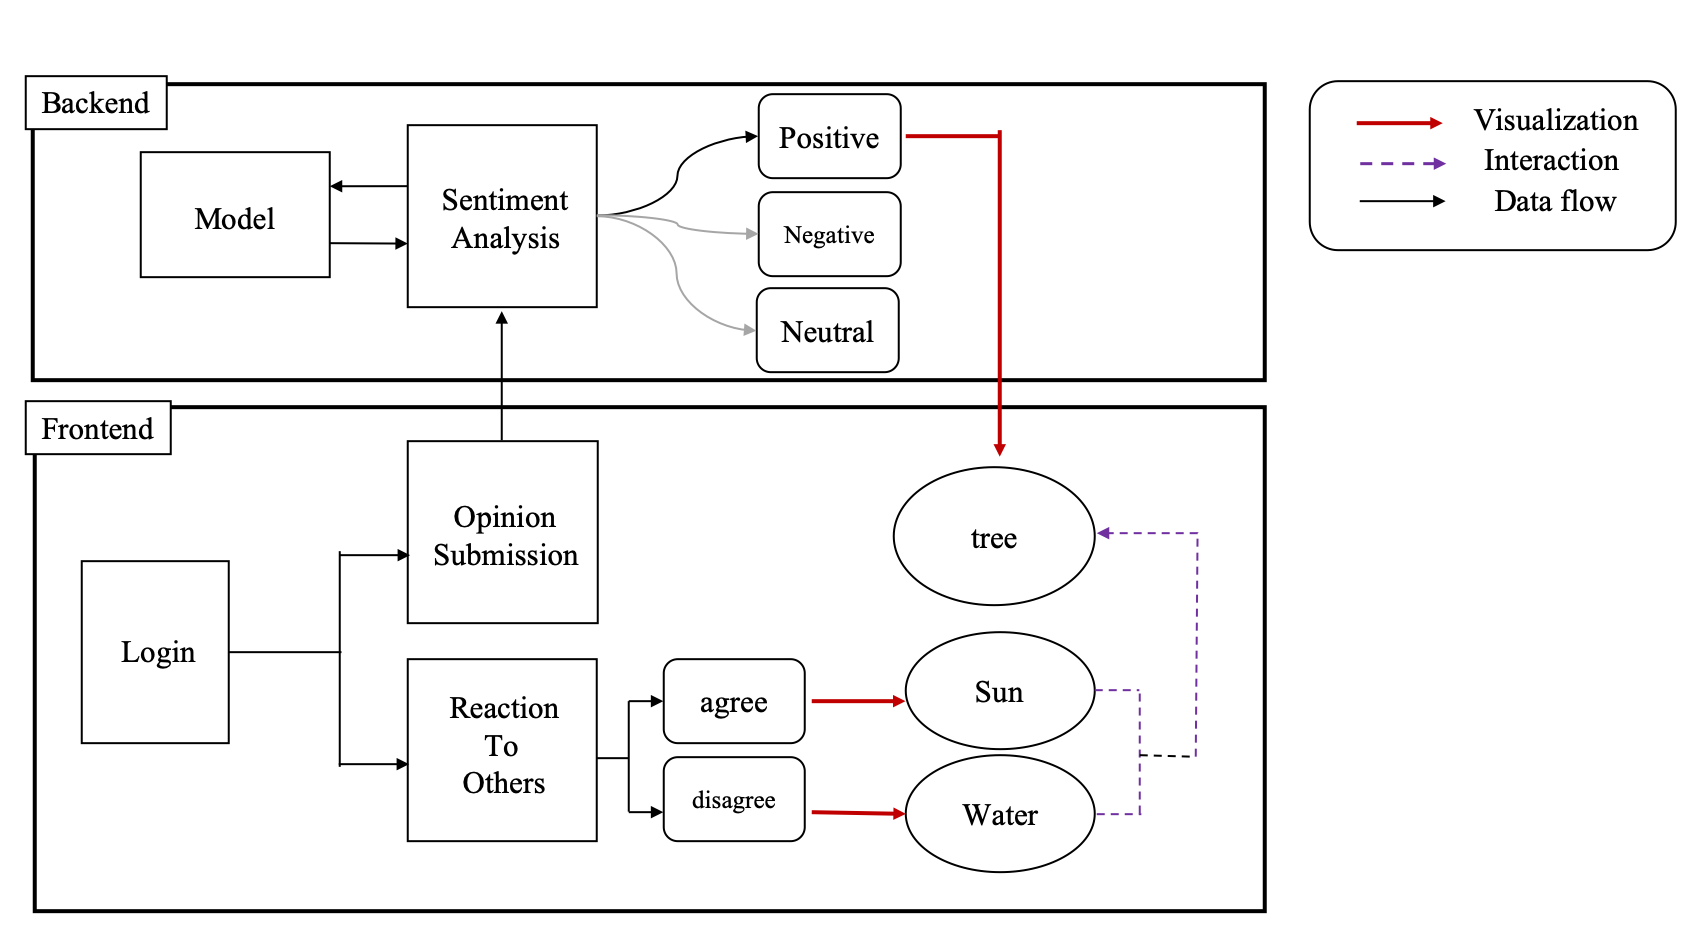 Backend
Model
Sentiment
Analysis
Positive
Negative
Neutral
Visualization
Interaction
Data flow
Frontend
Login
Opinion
Submission
Reaction
To
Others
agree
disagree
tree
Sun
Water